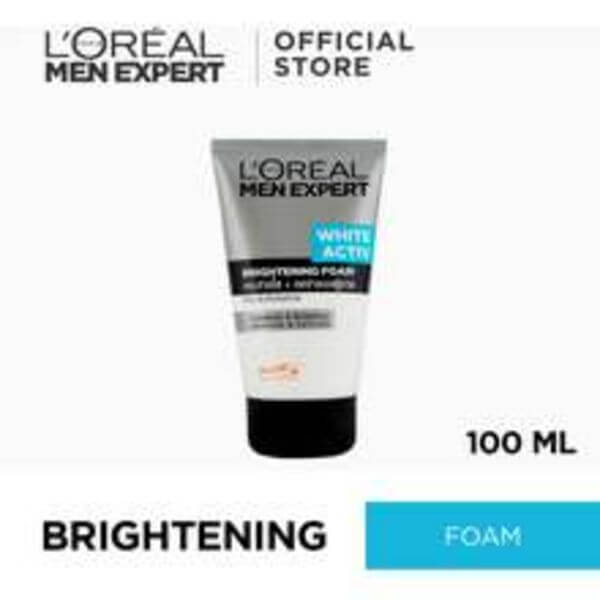 L'ORÉAL
MEN EXPERT
OFFICIAL
STORE
L'ORÉAL
MEN EXPERT
WHITE
ACTIV
BRIGHTENING FOAM
100 ML
BRIGHTENING
FOAM